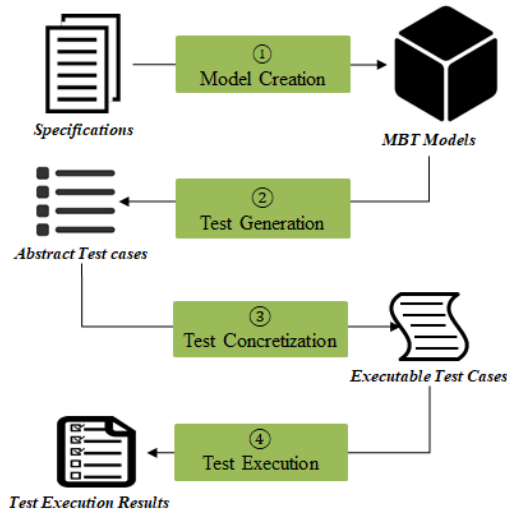 ①
Model Creation
Specifications
MBT Models
②
Test Generation
Abstract Test cases
③
Test Concretization
Executable Test Cases
④
Test Execution
Test Execution Results